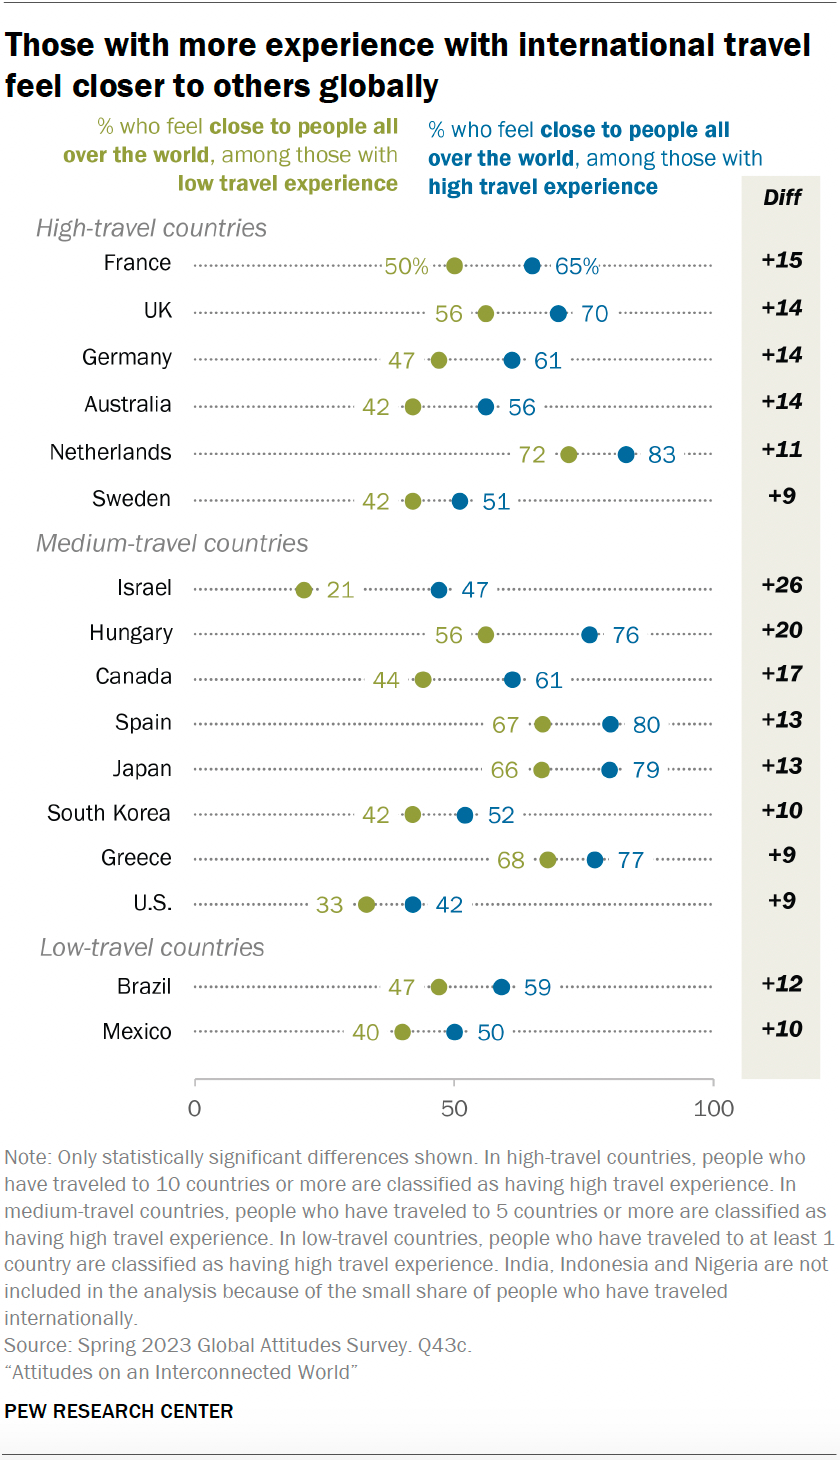 Those with more experience with international travel
feel closer to others globally
% who feel close to people all
over the world, among those with
low travel experience
% who feel close to people all
over the world, among those with
high travel experience
Diff
High-travel countries
France 50% 65% +15
UK 56 70 +14
Germany 47 61 +14
Australia 42 56 +14
Netherlands 72 83 +11
Sweden 42 51 +9
Medium-travel countries
Israel 21 47 +26
Hungary 56 76 +20
Canada 44 61 +17
Spain 67 80 +13
Japan 66 79 +13
South Korea 42 52 +10
Greece 68 77 +9
U.S. 33 42 +9
Low-travel countries
Brazil 47 59 +12
Mexico 40 50 +10
0 50 100
Note: Only statistically significant differences shown. In high-travel countries, people who
have traveled to 10 countries or more are classified as having high travel experience. In
medium-travel countries, people who have traveled to 5 countries or more are classified as
having high travel experience. In low-travel countries, people who have traveled to at least 1
country are classified as having high travel experience. India, Indonesia and Nigeria are not
included in the analysis because of the small share of people who have traveled
internationally.
Source: Spring 2023 Global Attitudes Survey. Q43c.
“Attitudes on an Interconnected World”
PEW RESEARCH CENTER